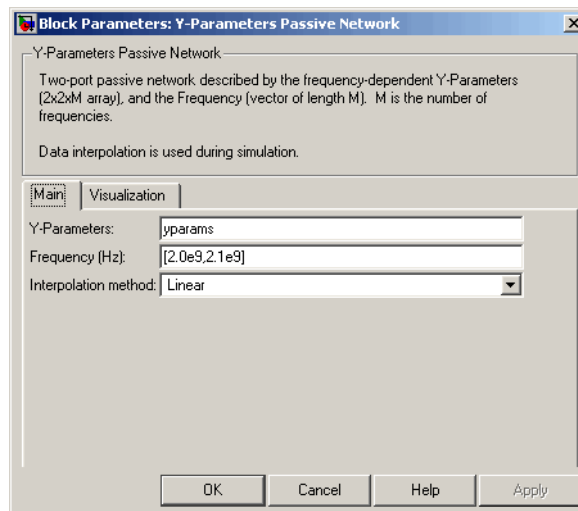 Block Parameters: Y-Parameters Passive Network
Y-Parameters Passive Network
Two-port passive network described by the frequency-dependent Y-Parameters
(2x2xM array), and the Frequency (vector of length M).  M is the number of
frequencies.
Data interpolation is used during simulation.
Main Visualization
Y-Parameters: yparams
Frequency (Hz): [2.0e9,2.1e9]
Interpolation method: Linear
OK Cancel Help Apply